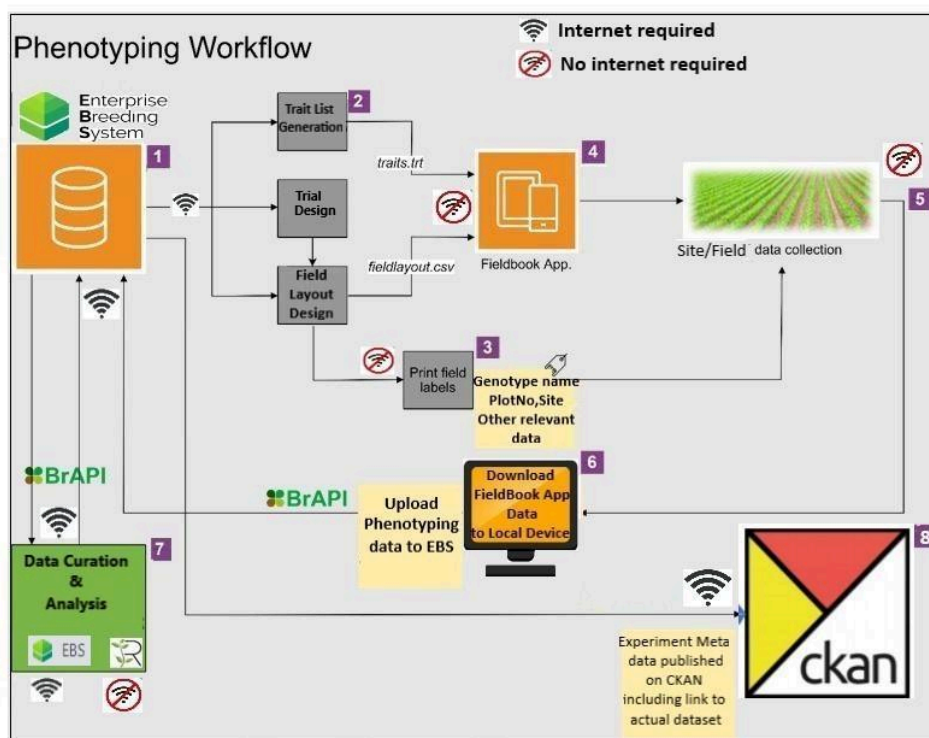 Phenotyping Workflow
Internet required
No internet required
Enterprise
Breeding
System
1
Trait List
Generation
2
traits.trt
Trial
Design
Field
Layout
Design
fieldlayout.csv
4
Fieldbook App.
5
Site/Field data collection
3
Print field
labels
Genotype name
PlotNo,Site
Other relevant
data
6
Download
FieldBook App
Data
to Local Device
BrAPI
Upload
Phenotyping
data to EBS
BrAPI
7
Data Curation
&
Analysis
EBS
R
8
Experiment Meta
data published
on CKAN
including link to
actual dataset
ckan